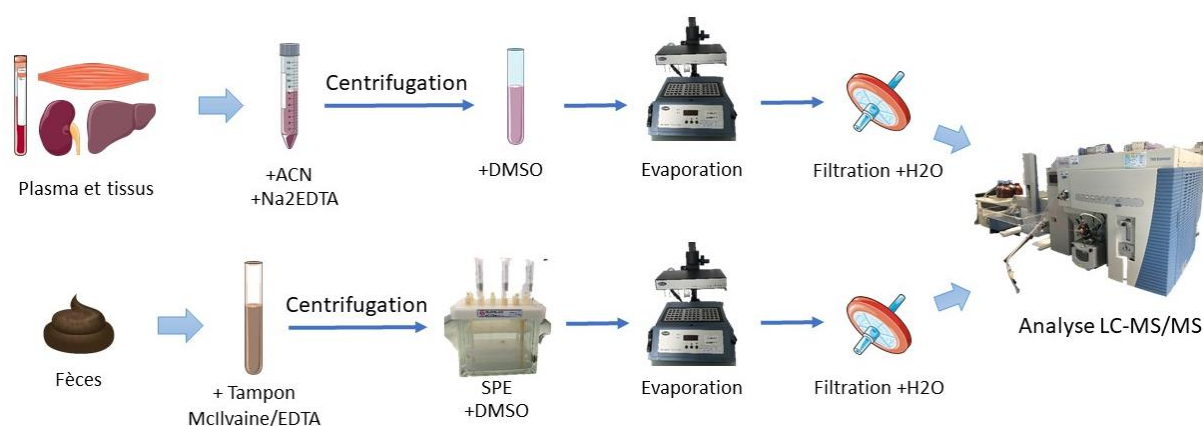 Centrifugation
+ACN
+Na2EDTA
+DMSO
Evaporation
Filtration +H2O
Plasma et tissus
Centrifugation
Fèces
+ Tampon
McIlvaine/EDTA
SPE
+DMSO
Evaporation
Filtration +H2O
Analyse LC-MS/MS